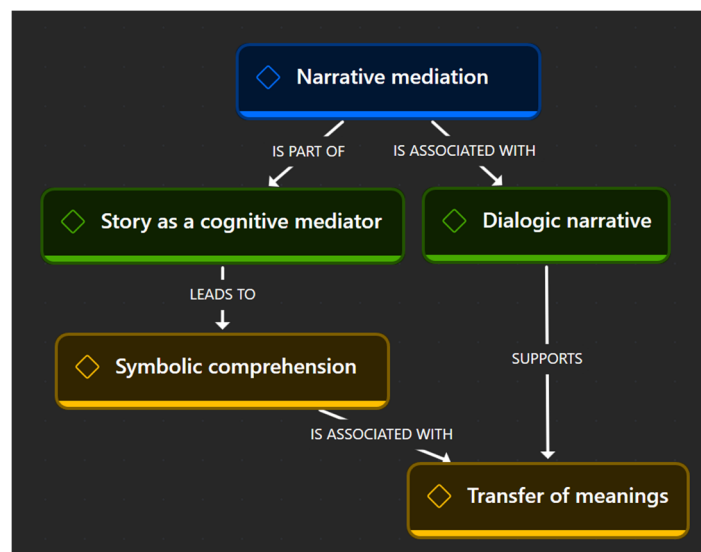 Narrative mediation
IS PART OF
IS ASSOCIATED WITH
Story as a cognitive mediator
Dialogic narrative
LEADS TO
Symbolic comprehension
SUPPORTS
IS ASSOCIATED WITH
Transfer of meanings